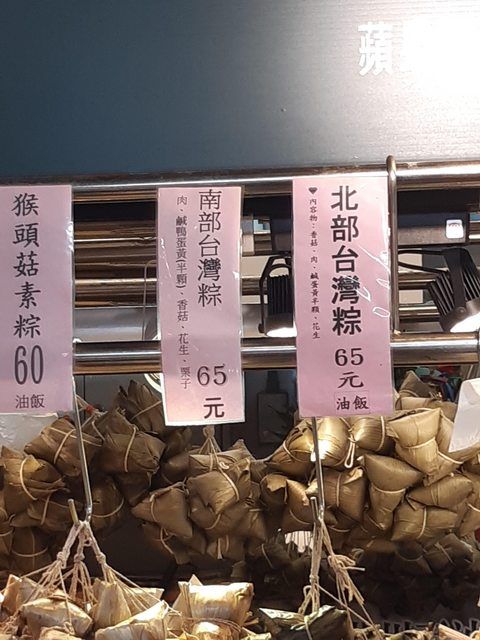 蘋
猴頭菇素粽
60
油飯
南部台灣粽
肉、鹹鴨蛋黃(半顆)、香菇、花生、栗子
65
元
北部台灣粽
♥內容物：香菇、肉、鹹蛋黃半顆、花生
65
元
油飯